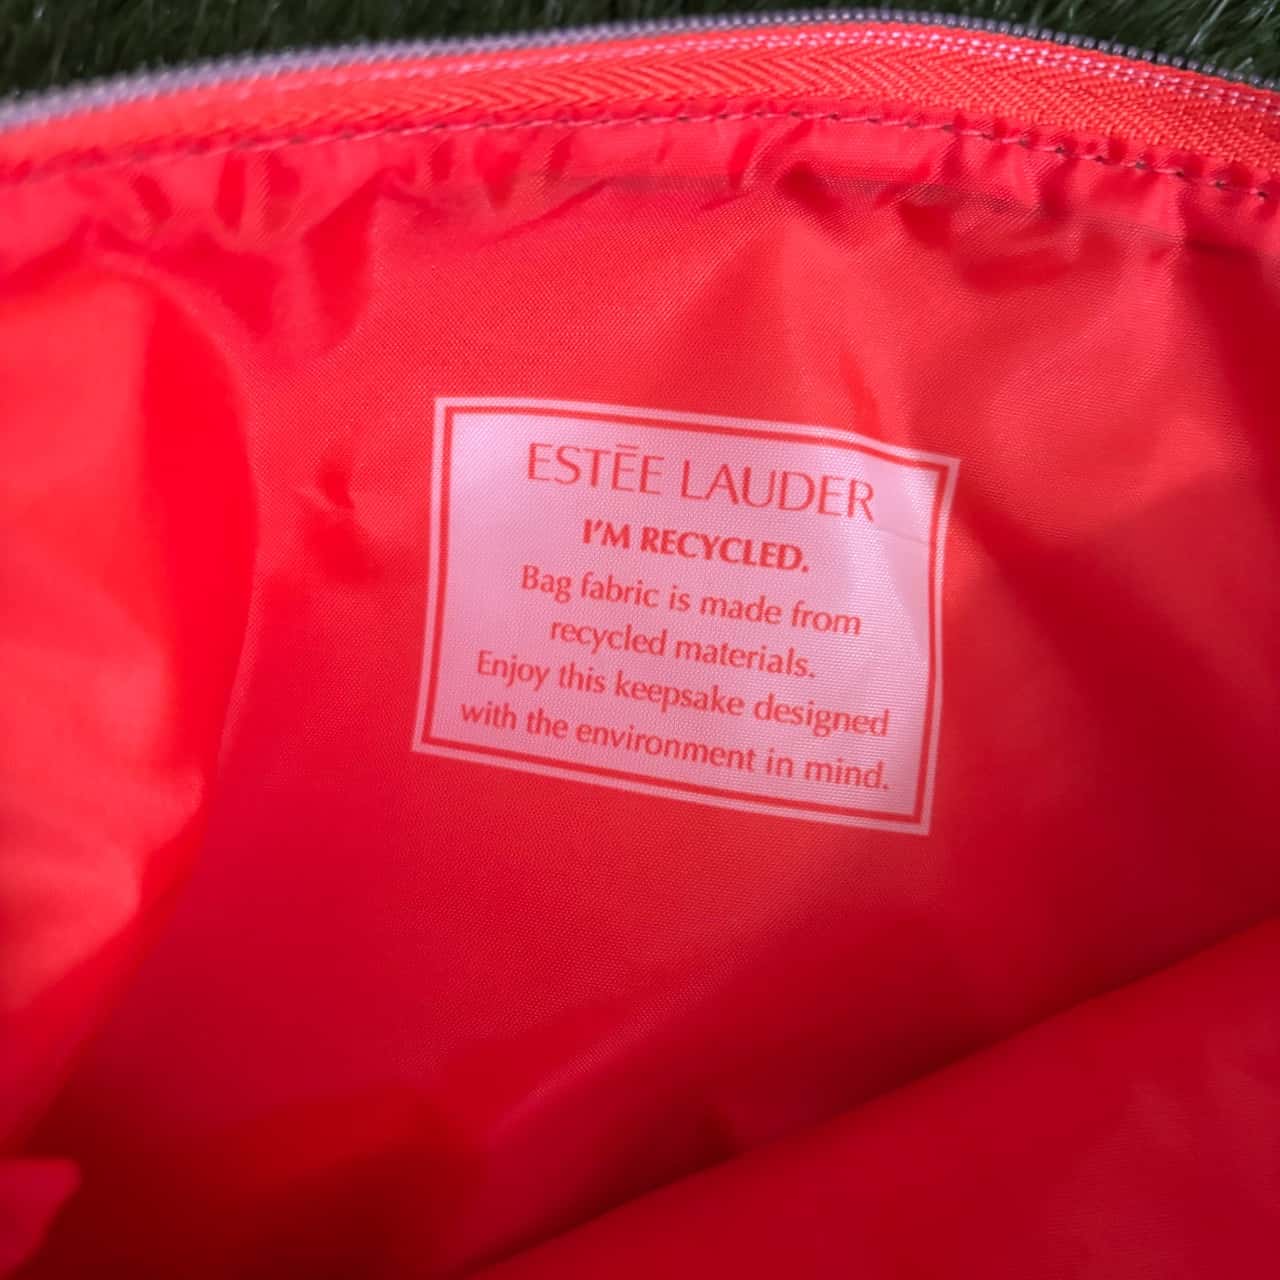 ESTĒE LAUDER
I'M RECYCLED.
Bag fabric is made from
recycled materials.
Enjoy this keepsake designed
with the environment in mind.